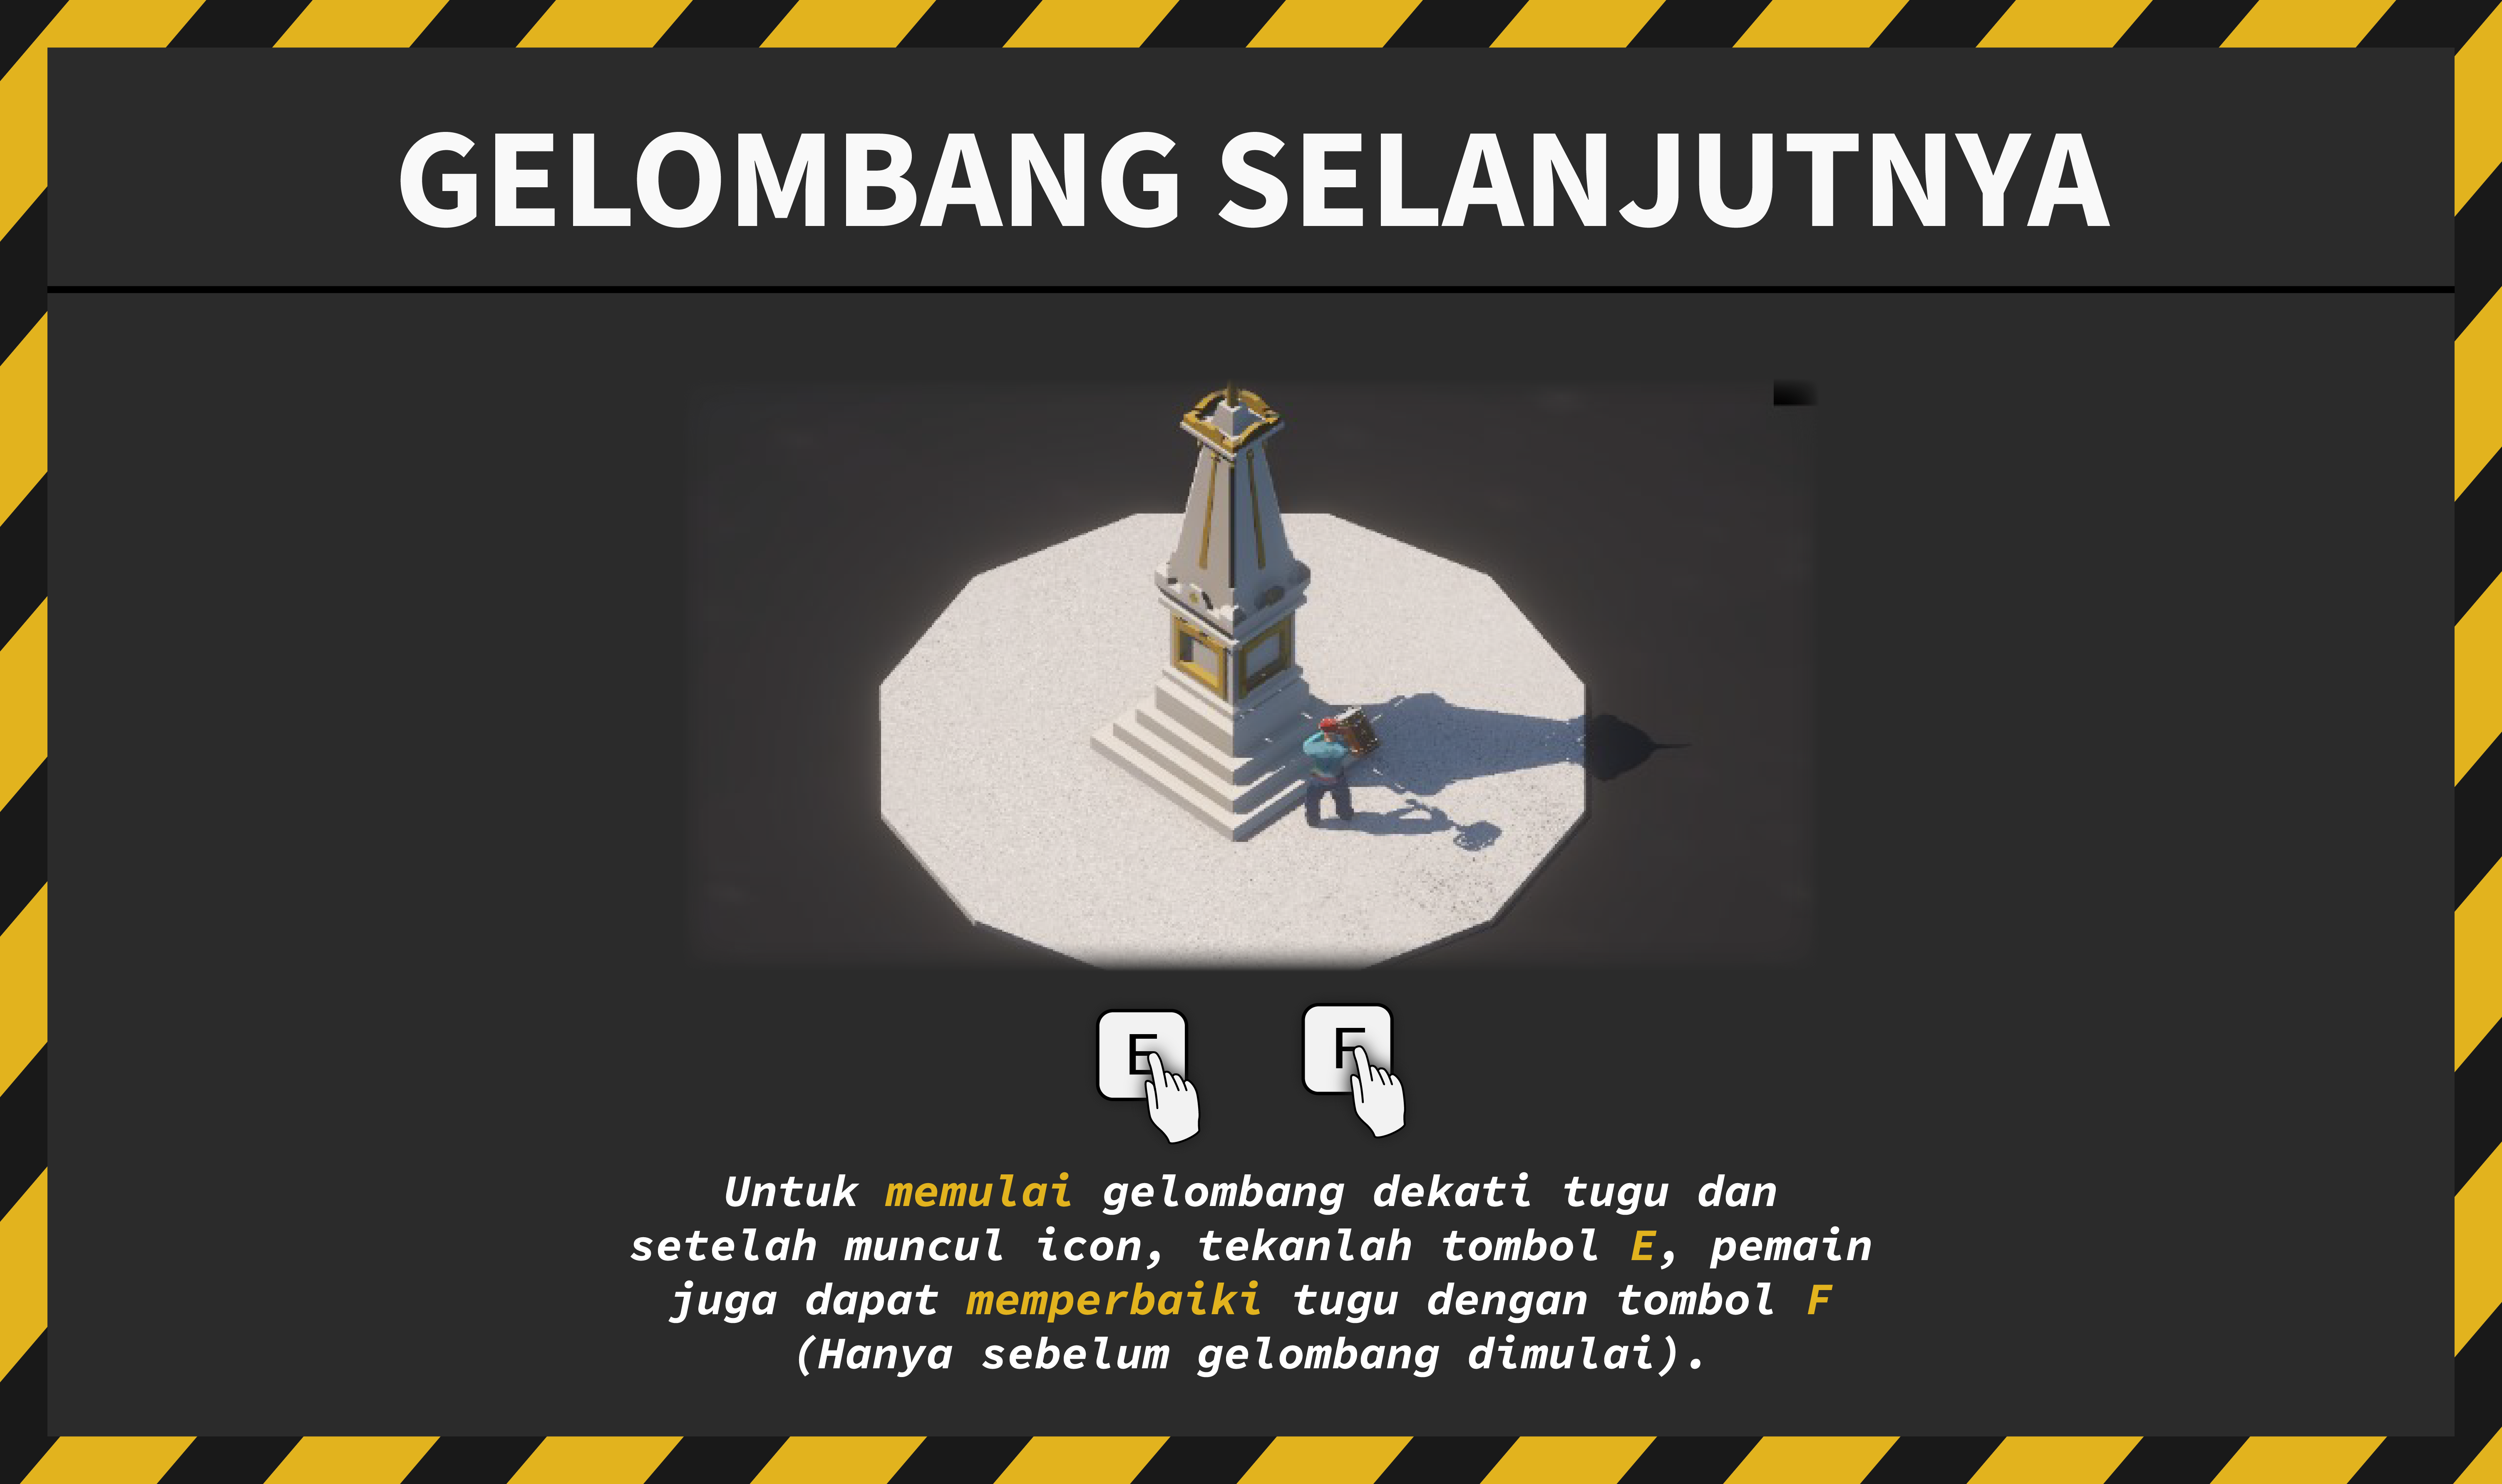 GELOMBANG SELANJUTNYA
E F
Untuk memulai gelombang dekati tugu dan
setelah muncul icon, tekanlah tombol E, pemain
juga dapat memperbaiki tugu dengan tombol F
(Hanya sebelum gelombang dimulai).